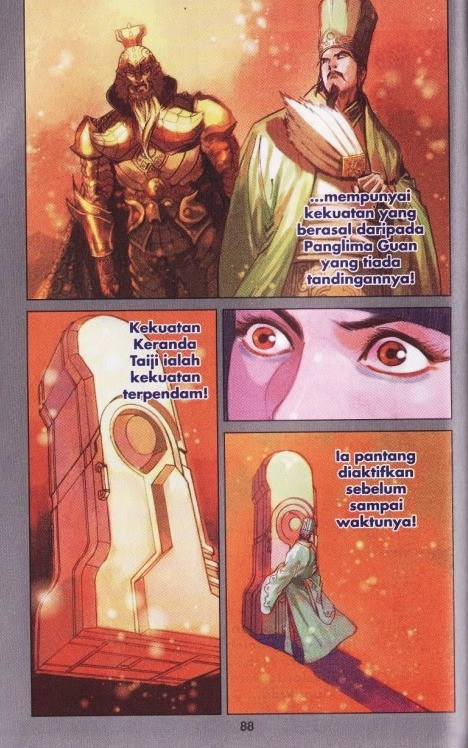 ...mempunyai
kekuatan yang
berasal daripada
Panglima Guan
yang tiada
tandingannya!
Kekuatan
Keranda
Taiji ialah
kekuatan
terpendam!
Ia pantang
diaktifkan
sebelum
sampai
waktunya!
88